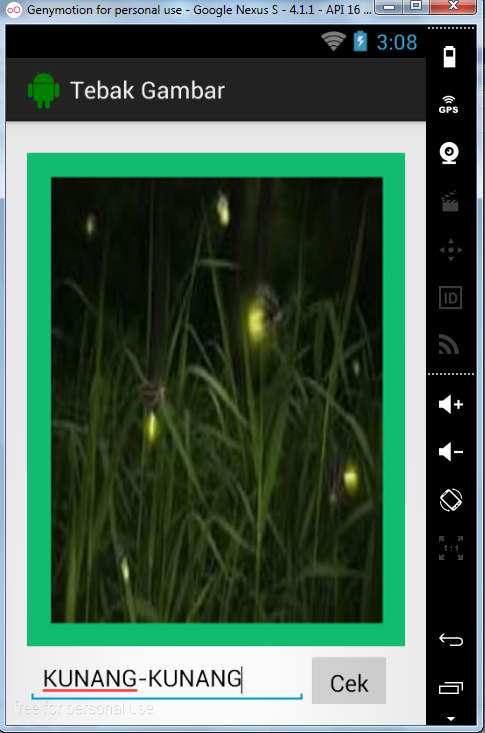 Genymotion for personal use - Google Nexus S - 4.1.1 - API 16 ...
3:08
Tebak Gambar
GPS
ID
1:1
KUNANG-KUNANG
Cek
free for personal use